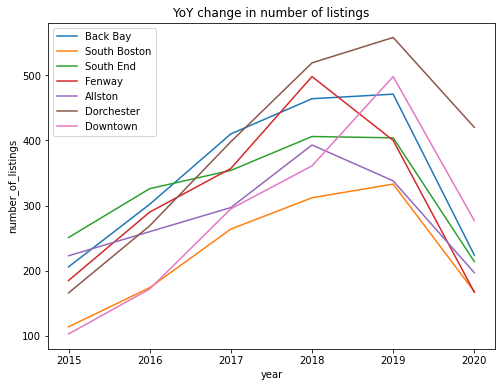 YoY change in number of listings
Back Bay
South Boston
South End
Fenway
Allston
Dorchester
Downtown
number_of_listings
500
400
300
200
100
2015 2016 2017 2018 2019 2020
year